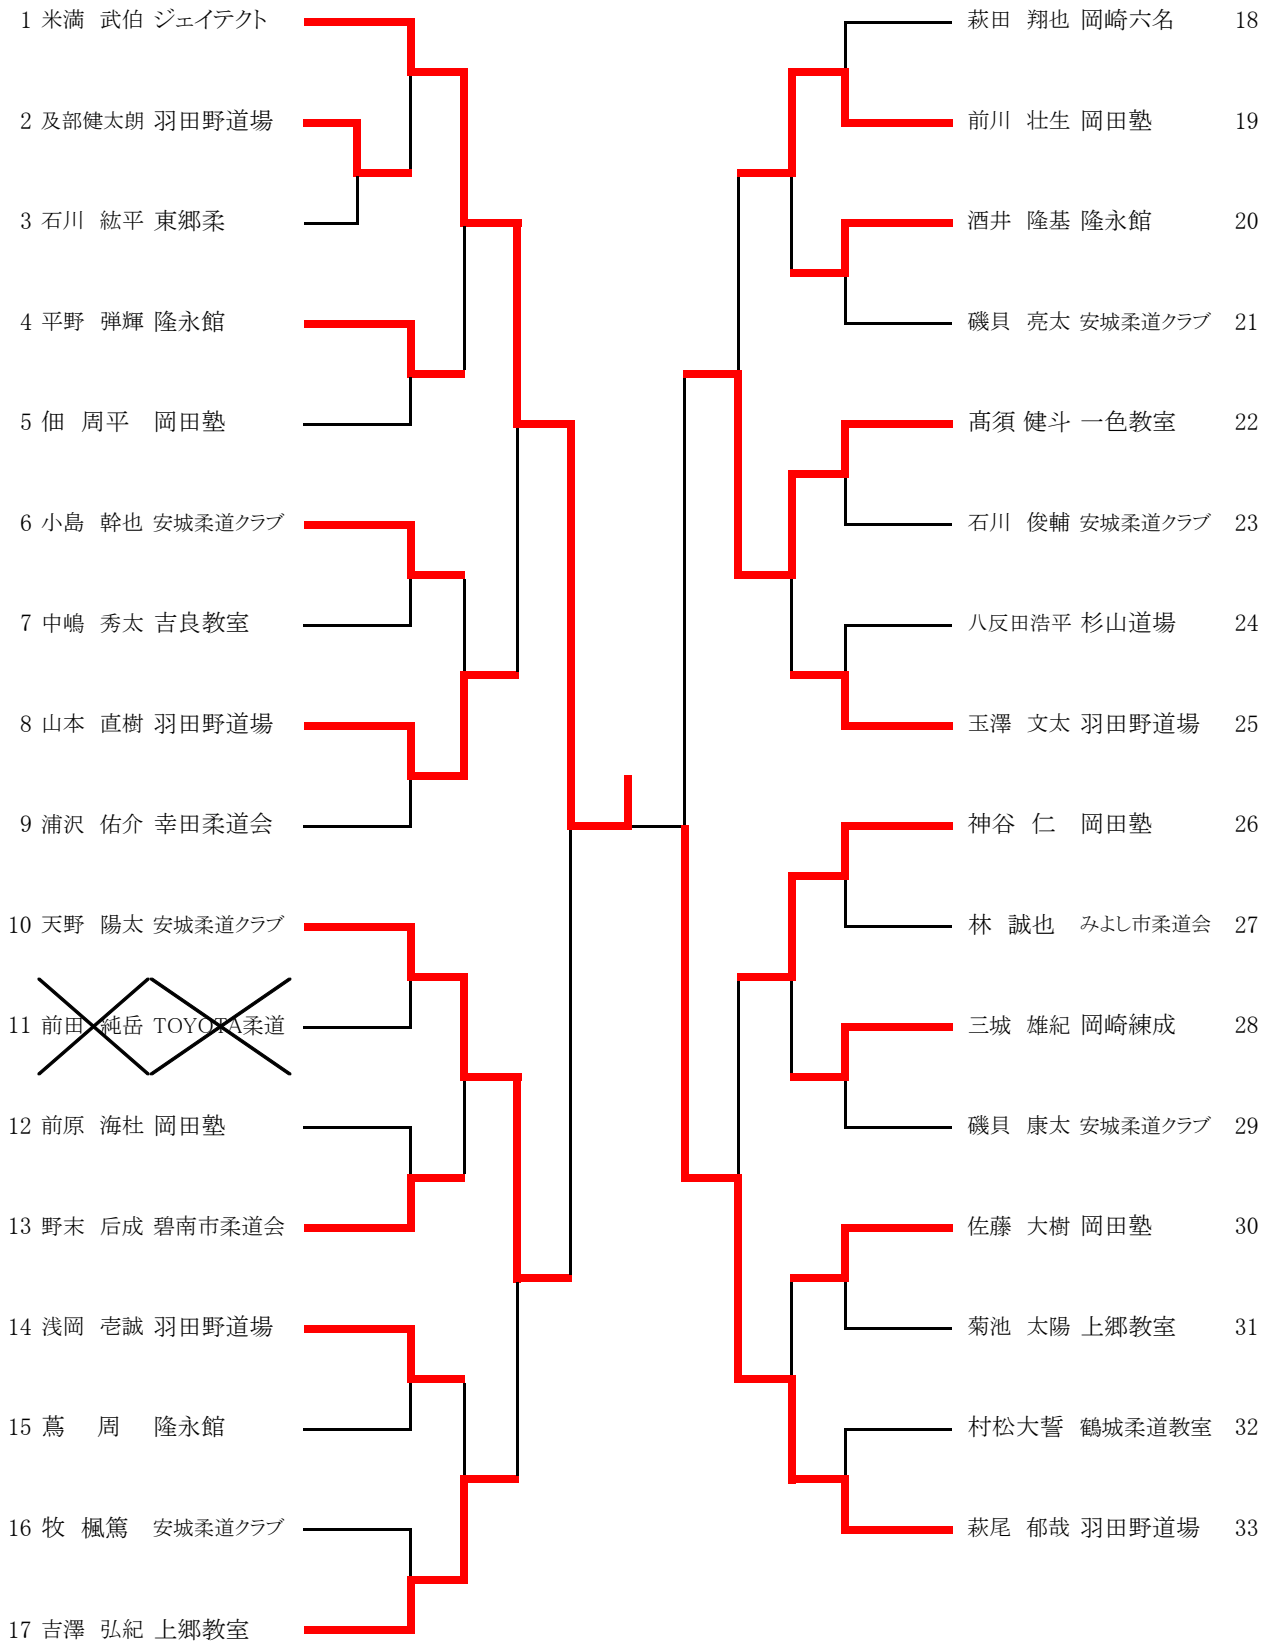 1 米満 武伯 ジェイテクト
2 及部健太朗 羽田野道場
3 石川 紘平 東郷柔
4 平野 弾輝 隆永館
5 佃 周平 岡田塾
6 小島 幹也 安城柔道クラブ
7 中嶋 秀太 吉良教室
8 山本 直樹 羽田野道場
9 浦沢 佑介 幸田柔道会
10 天野 陽太 安城柔道クラブ
11 前田 純岳 TOYOTA柔道
12 前原 海杜 岡田塾
13 野末 后成 碧南市柔道会
14 浅岡 壱誠 羽田野道場
15 蔦 周 隆永館
16 牧 楓篤 安城柔道クラブ
17 吉澤 弘紀 上郷教室
萩田 翔也 岡崎六名 18
前川 壮生 岡田塾 19
酒井 隆基 隆永館 20
磯貝 亮太 安城柔道クラブ 21
髙須 健斗 一色教室 22
石川 俊輔 安城柔道クラブ 23
八反田浩平 杉山道場 24
玉澤 文太 羽田野道場 25
神谷 仁 岡田塾 26
林 誠也 みよし市柔道会 27
三城 雄紀 岡崎練成 28
磯貝 康太 安城柔道クラブ 29
佐藤 大樹 岡田塾 30
菊池 太陽 上郷教室 31
村松大誓 鶴城柔道教室 32
萩尾 郁哉 羽田野道場 33